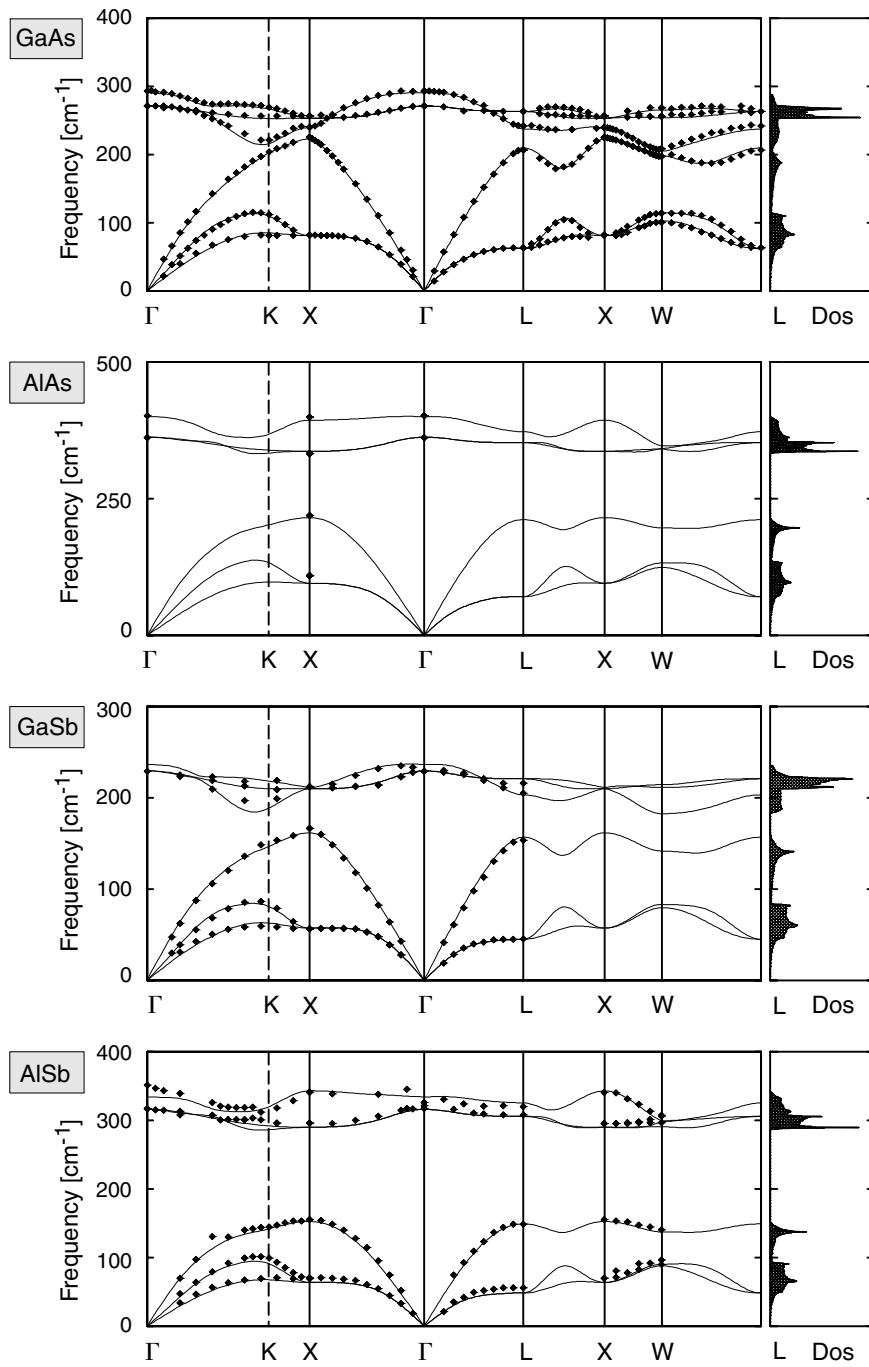 GaAs
Frequency [cm-1]
400
300
200
100
0
Γ K X Γ L X W L Dos
AlAs
Frequency [cm-1]
500
250
0
Γ K X Γ L X W L Dos
GaSb
Frequency [cm-1]
300
200
100
0
Γ K X Γ L X W L Dos
AlSb
Frequency [cm-1]
400
300
200
100
0
Γ K X Γ L X W L Dos